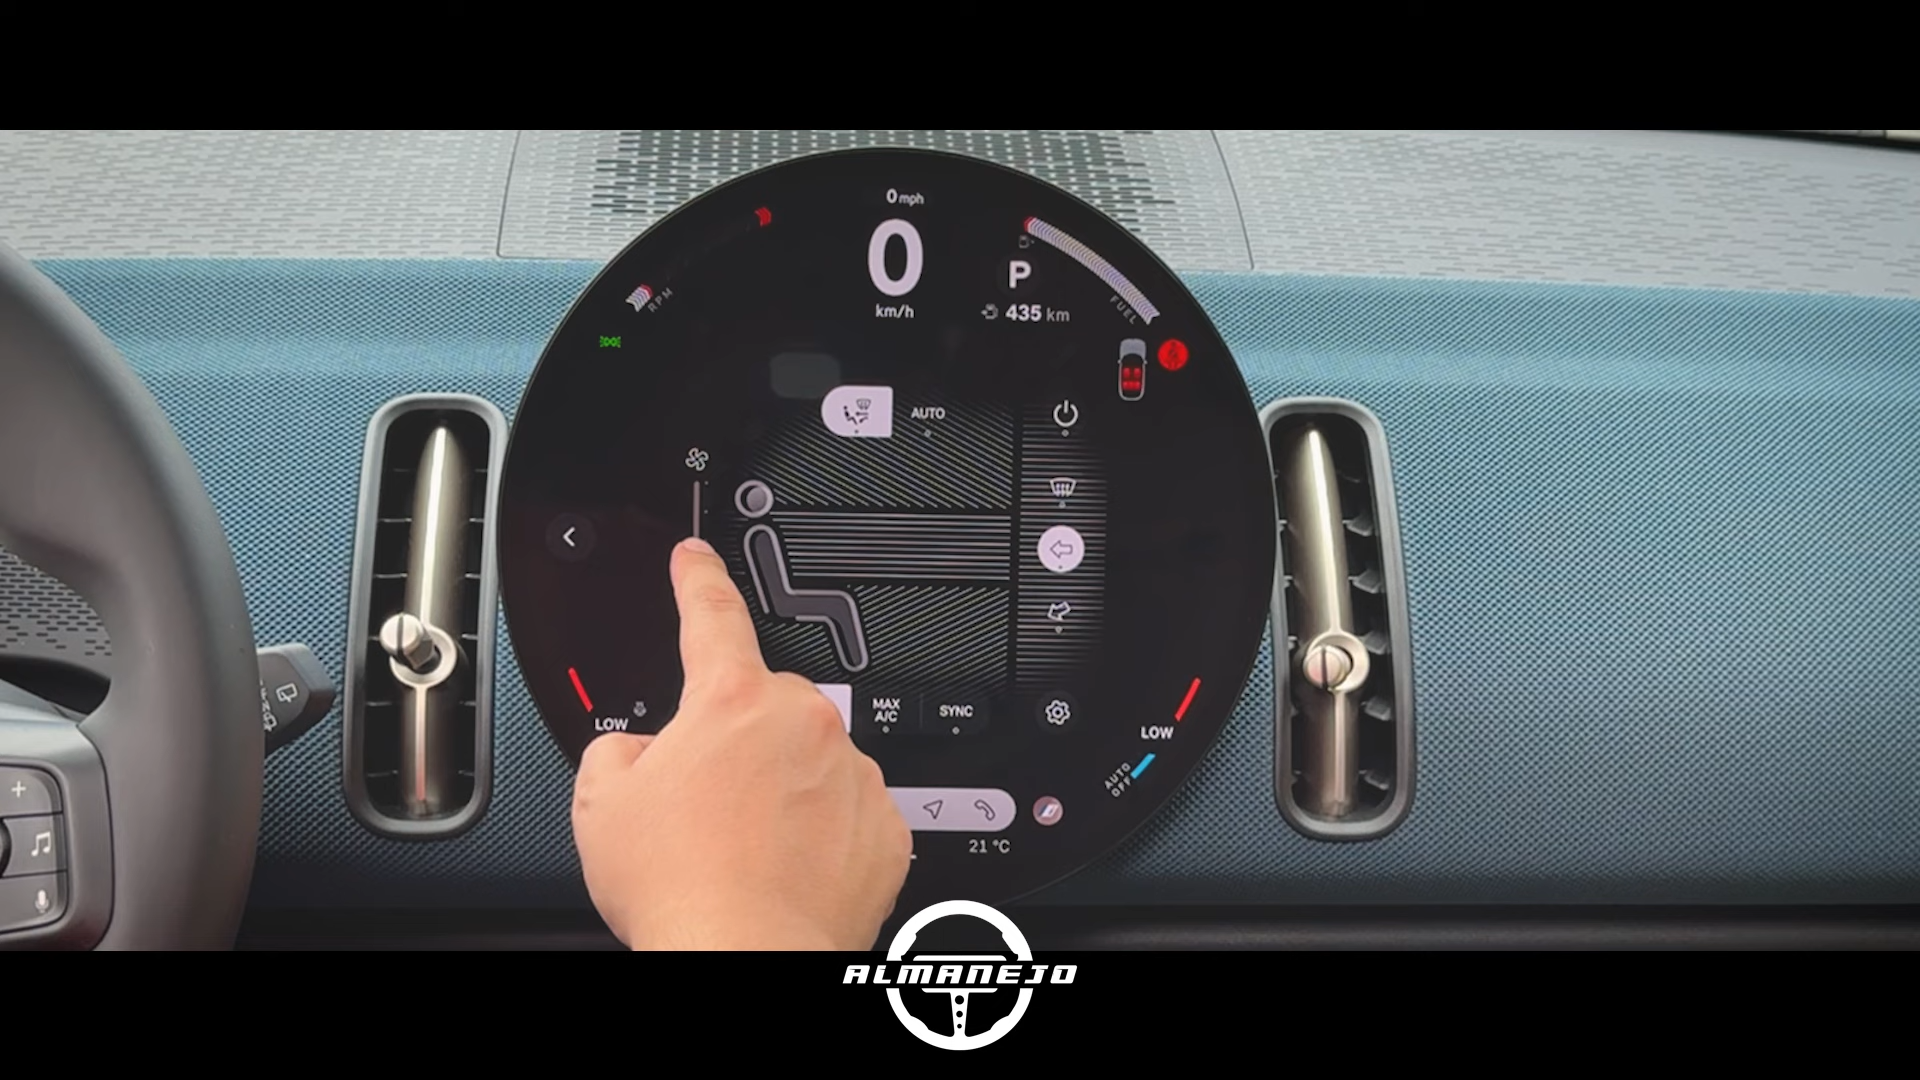 0 mph
0
km/h
P
435 km
RPM
FUEL
AUTO
LOW
MAX
A/C
SYNC
LOW
AUTO
OFF
21 °C
ALMANEJO